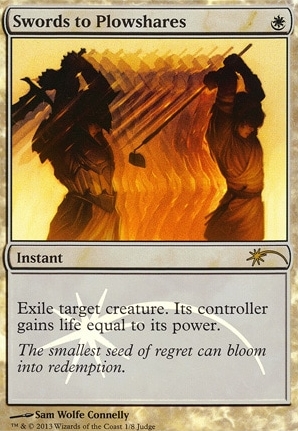 Swords to Plowshares
Instant
Exile target creature. Its controller
gains life equal to its power.
The smallest seed of regret can bloom
into redemption.
Sam Wolfe Connelly
™ & © 2013 Wizards of the Coast 1/8 Judge